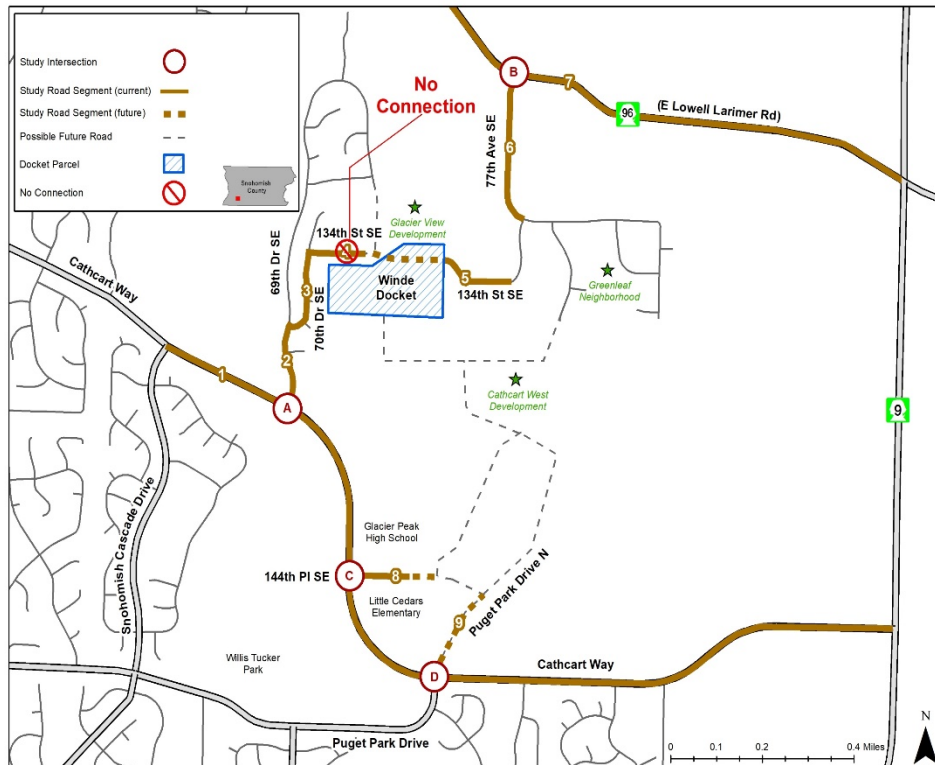 Study Intersection
Study Road Segment (current)
Study Road Segment (future)
Possible Future Road
Docket Parcel
No Connection
Snohomish
County
No
Connection
B
7
(E Lowell Larimer Rd)
96
6
77th Ave SE
Glacier View
Development
134th St SE
69th Dr SE
3
70th Dr SE
Winde
Docket
5
134th St SE
Greenleaf
Neighborhood
Cathcart Way
2
1
A
Cathcart West
Development
9
Snohomish Cascade Drive
Glacier Peak
High School
144th Pl SE
C
8
Little Cedars
Elementary
9
Puget Park Drive N
Willis Tucker
Park
D
Cathcart Way
Puget Park Drive
N
0
0.2
0.4 Miles